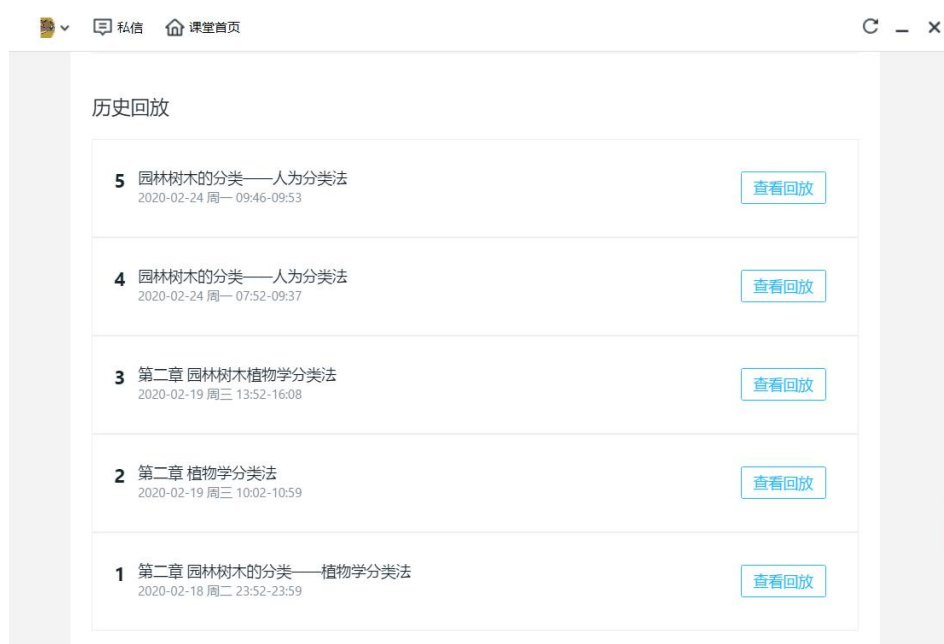 私信 课堂首页
历史回放
5 园林树木的分类——人为分类法 查看回放
2020-02-24 周一 09:46-09:53
4 园林树木的分类——人为分类法 查看回放
2020-02-24 周一 07:52-09:37
3 第二章 园林树木植物学分类法 查看回放
2020-02-19 周三 13:52-16:08
2 第二章 植物学分类法 查看回放
2020-02-19 周三 10:02-10:59
1 第二章 园林树木的分类——植物学分类法 查看回放
2020-02-18 周二 23:52-23:59